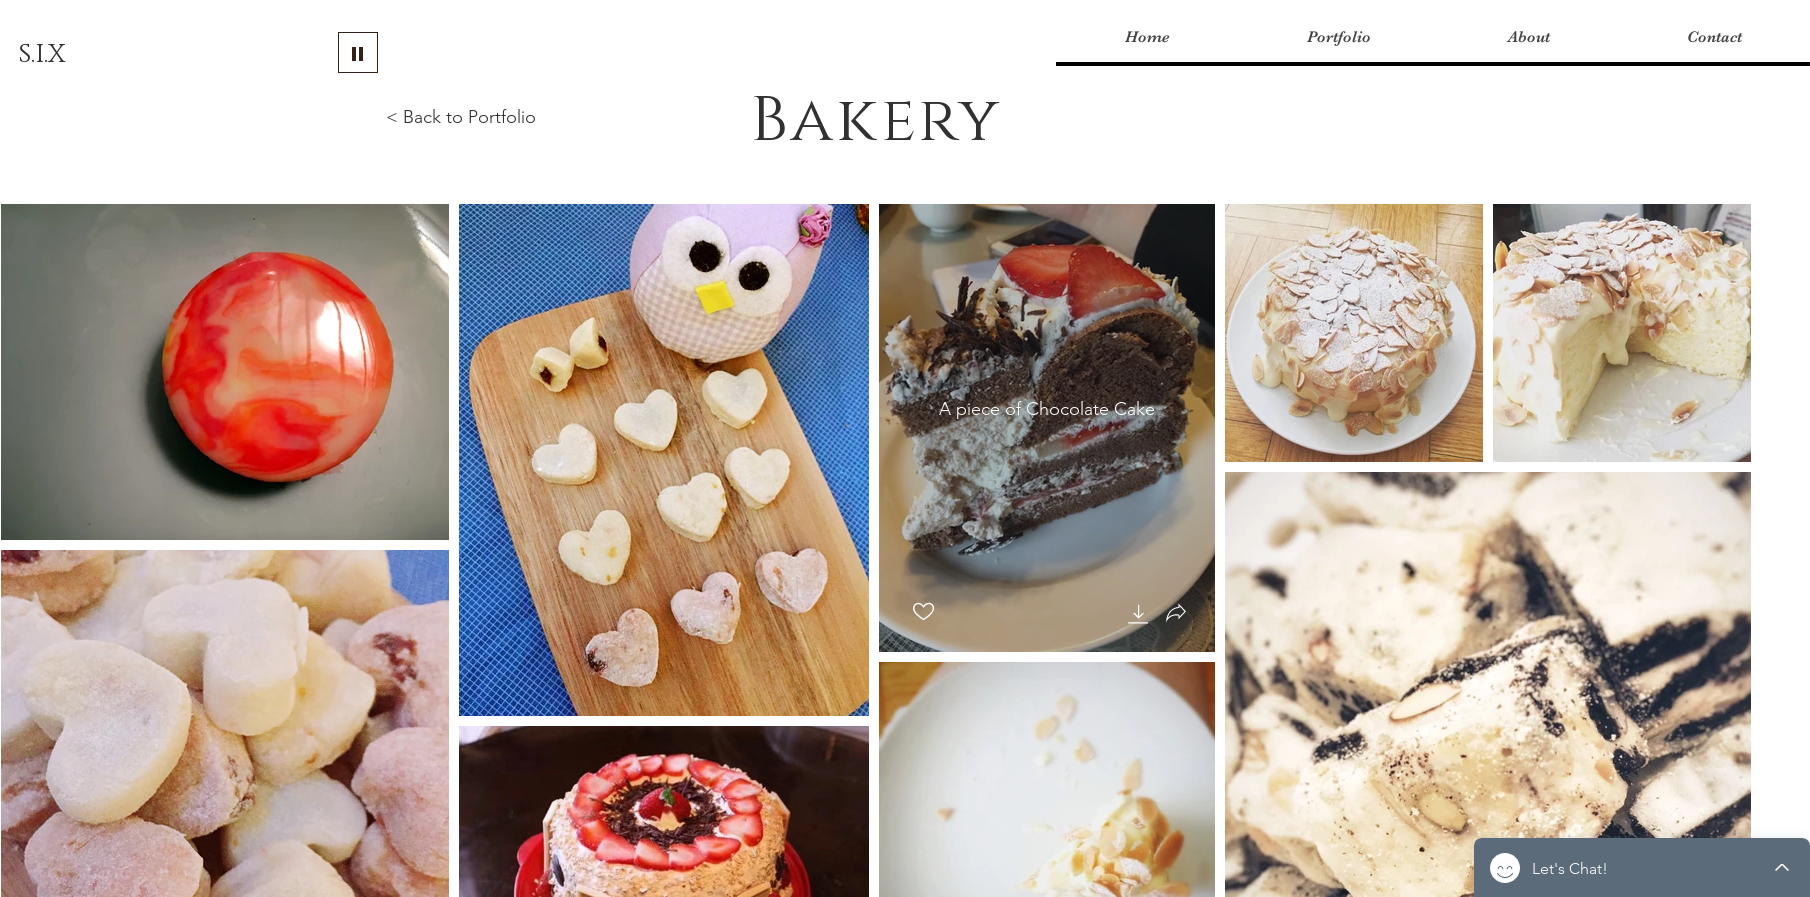 S.I.X
Home
Portfolio
About
Contact
< Back to Portfolio
Bakery
A piece of Chocolate Cake
Let's Chat!